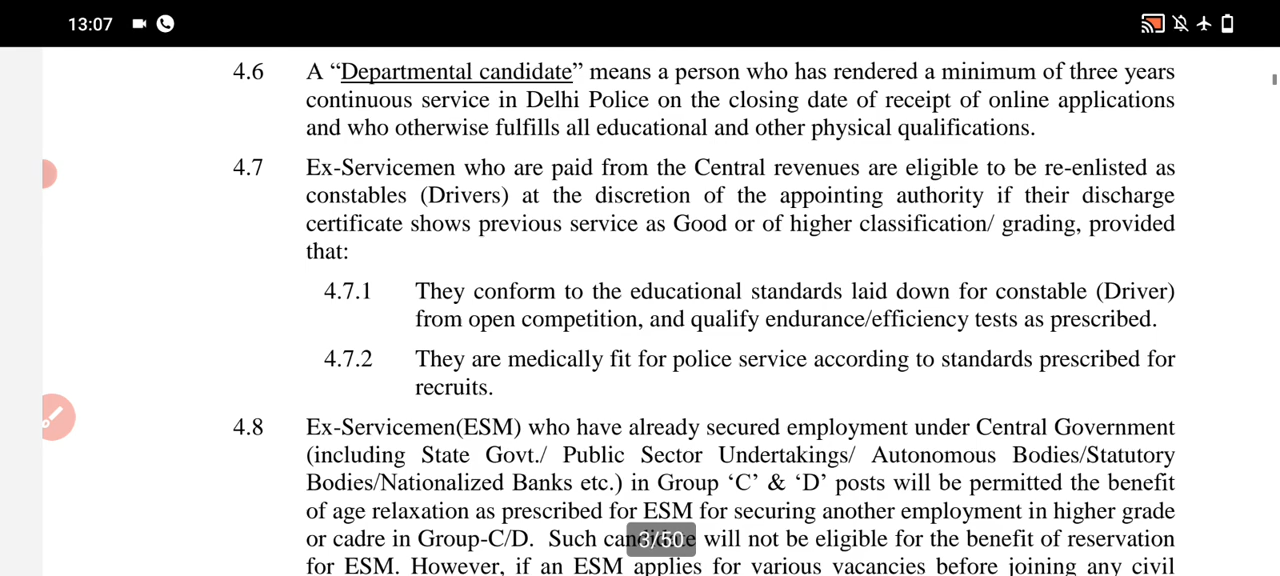 13:07
4.6 A “Departmental candidate” means a person who has rendered a minimum of three years
continuous service in Delhi Police on the closing date of receipt of online applications
and who otherwise fulfills all educational and other physical qualifications.
4.7 Ex-Servicemen who are paid from the Central revenues are eligible to be re-enlisted as
constables (Drivers) at the discretion of the appointing authority if their discharge
certificate shows previous service as Good or of higher classification/ grading, provided
that:
4.7.1 They conform to the educational standards laid down for constable (Driver)
from open competition, and qualify endurance/efficiency tests as prescribed.
4.7.2 They are medically fit for police service according to standards prescribed for
recruits.
4.8 Ex-Servicemen(ESM) who have already secured employment under Central Government
(including State Govt./ Public Sector Undertakings/ Autonomous Bodies/Statutory
Bodies/Nationalized Banks etc.) in Group ‘C’ & ‘D’ posts will be permitted the benefit
of age relaxation as prescribed for ESM for securing another employment in higher grade
or cadre in Group-C/D. Such will not be eligible for the benefit of reservation
3/50
for ESM. However, if an ESM applies for various vacancies before joining any civil